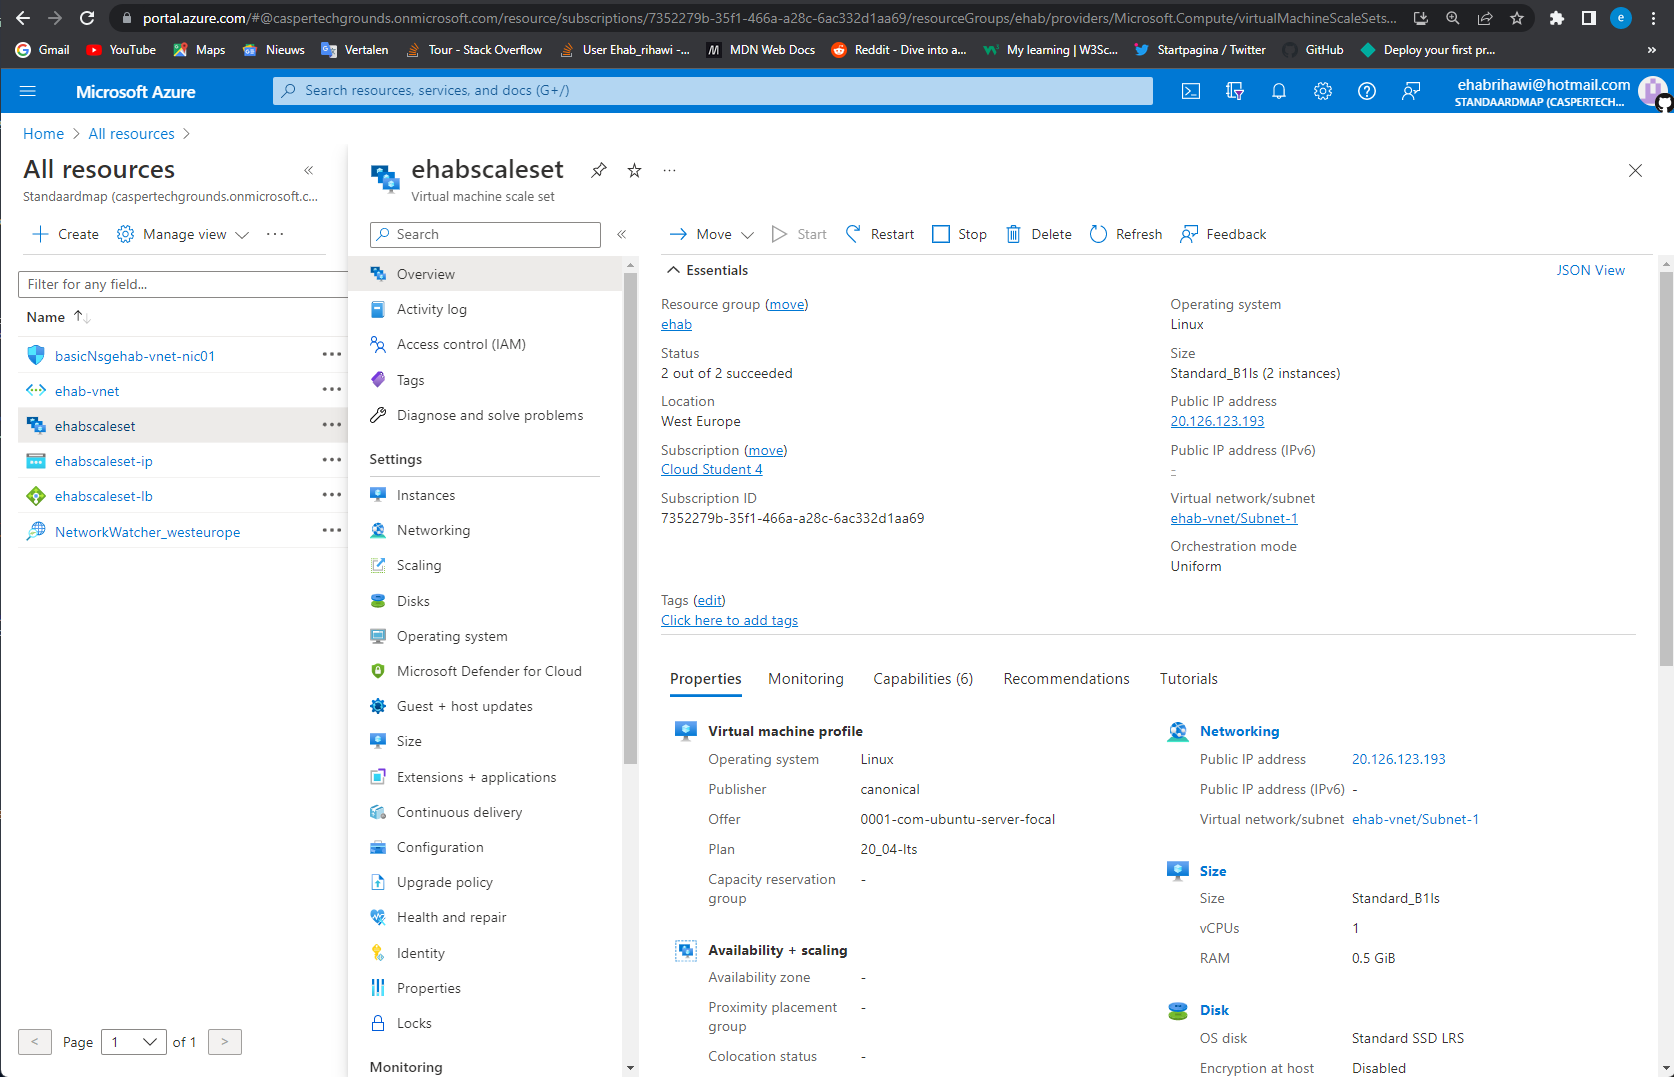 portal.azure.com/#@caspertechgrounds.onmicrosoft.com/resource/subscriptions/7352279b-35f1-466a-a28c-6ac332d1aa69/resourceGroups/ehab/providers/Microsoft.Compute/virtualMachineScaleSets...
e
Gmail
YouTube
Maps
Nieuws
Vertalen
Tour - Stack Overflow
User Ehab_rihawi -...
MDN Web Docs
Reddit - Dive into a...
My learning | W3Sc...
Startpagina / Twitter
GitHub
Deploy your first pr...
»
Microsoft Azure
Search resources, services, and docs (G+/)
ehabrihawi@hotmail.com
STANDAARDMAP (CASPERTECH...
Home > All resources >
All resources
«
Standaardmap (caspertechgrounds.onmicrosoft.c...
Create
Manage view
...
Filter for any field...
Name
basicNsgehab-vnet-nic01
...
ehab-vnet
...
ehabscaleset
...
ehabscaleset-ip
...
ehabscaleset-lb
...
NetworkWatcher_westeurope
...
< Page 1 of 1 >
ehabscaleset
...
Virtual machine scale set
Search
«
Overview
Activity log
Access control (IAM)
Tags
Diagnose and solve problems
Settings
Instances
Networking
Scaling
Disks
Operating system
Microsoft Defender for Cloud
Guest + host updates
Size
Extensions + applications
Continuous delivery
Configuration
Upgrade policy
Health and repair
Identity
Properties
Locks
Monitoring
Move
Start
Restart
Stop
Delete
Refresh
Feedback
Essentials
JSON View
Resource group (move)
ehab
Status
2 out of 2 succeeded
Location
West Europe
Subscription (move)
Cloud Student 4
Subscription ID
7352279b-35f1-466a-a28c-6ac332d1aa69
Operating system
Linux
Size
Standard_B1ls (2 instances)
Public IP address
20.126.123.193
Public IP address (IPv6)
-
Virtual network/subnet
ehab-vnet/Subnet-1
Orchestration mode
Uniform
Tags (edit)
Click here to add tags
Properties
Monitoring
Capabilities (6)
Recommendations
Tutorials
Virtual machine profile
Operating system Linux
Publisher canonical
Offer 0001-com-ubuntu-server-focal
Plan 20_04-lts
Capacity reservation -
group
Availability + scaling
Availability zone -
Proximity placement -
group
Colocation status -
Networking
Public IP address 20.126.123.193
Public IP address (IPv6) -
Virtual network/subnet ehab-vnet/Subnet-1
Size
Size Standard_B1ls
vCPUs 1
RAM 0.5 GiB
Disk
OS disk Standard SSD LRS
Encryption at host Disabled